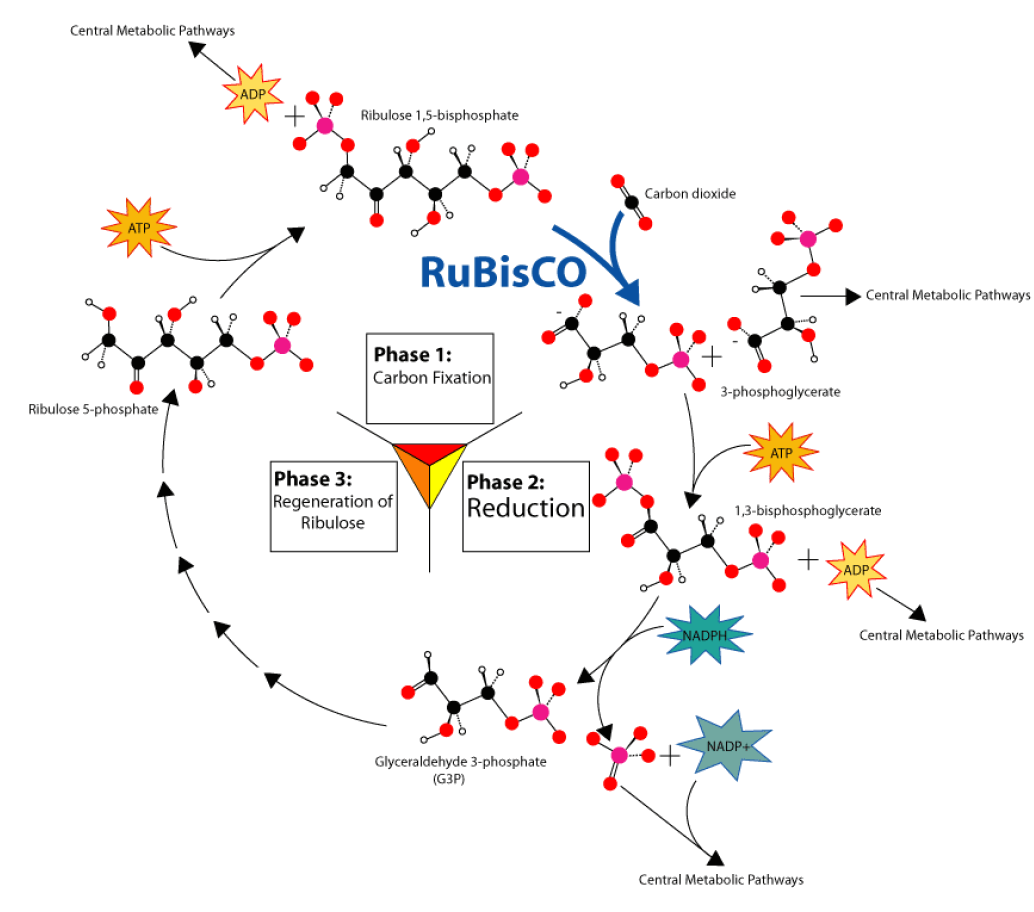 Central Metabolic Pathways
ADP
Ribulose 1,5-bisphosphate
Carbon dioxide
ATP
RuBisCO
Central Metabolic Pathways
3-phosphoglycerate
Phase 1:
Carbon Fixation
Ribulose 5-phosphate
ATP
Phase 3:
Regeneration of
Ribulose
Phase 2:
Reduction
1,3-bisphosphoglycerate
ADP
Central Metabolic Pathways
NADPH
NADP+
Glyceraldehyde 3-phosphate
(G3P)
Central Metabolic Pathways